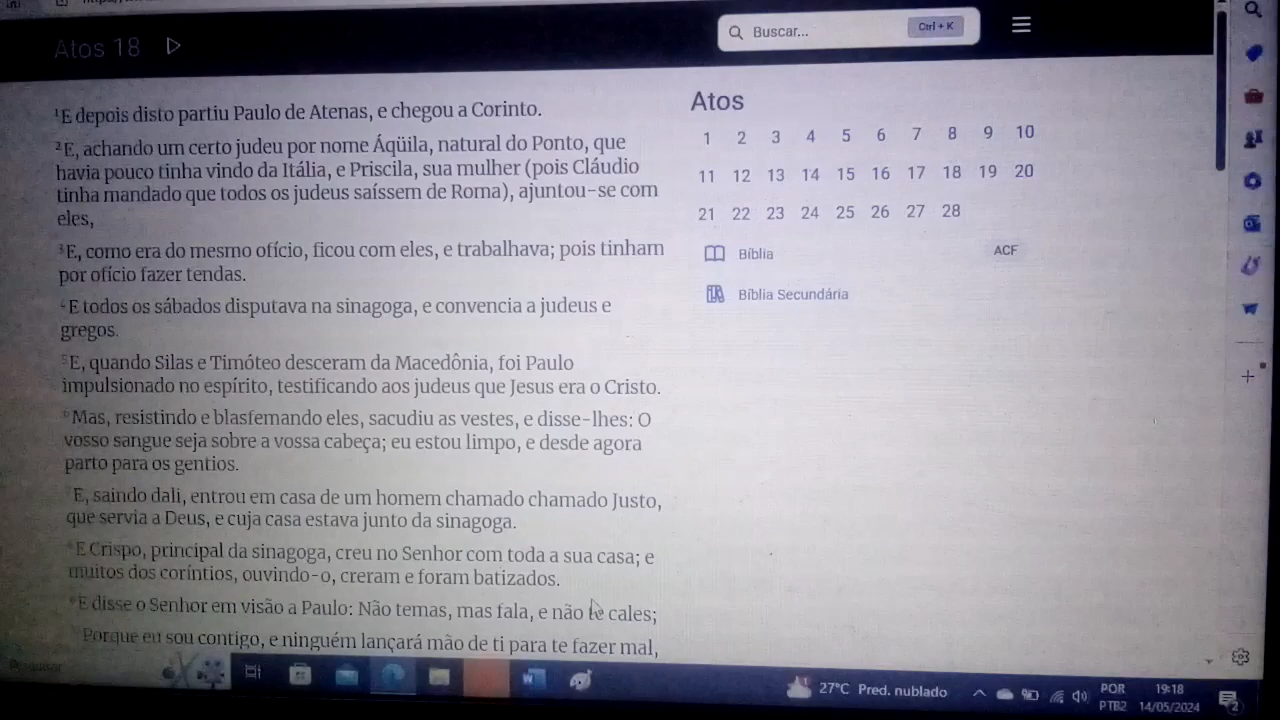 Atos 18
Buscar...
Ctrl + K
¹E depois disto partiu Paulo de Atenas, e chegou a Corinto.
²E, achando um certo judeu por nome Áqüila, natural do Ponto, que
havia pouco tinha vindo da Itália, e Priscila, sua mulher (pois Cláudio
tinha mandado que todos os judeus saíssem de Roma), ajuntou-se com
eles,
³E, como era do mesmo ofício, ficou com eles, e trabalhava; pois tinham
por ofício fazer tendas.
⁴E todos os sábados disputava na sinagoga, e convencia a judeus e
gregos.
⁵E, quando Silas e Timóteo desceram da Macedônia, foi Paulo
impulsionado no espírito, testificando aos judeus que Jesus era o Cristo.
⁶Mas, resistindo e blasfemando eles, sacudiu as vestes, e disse-lhes: O
vosso sangue seja sobre a vossa cabeça; eu estou limpo, e desde agora
parto para os gentios.
E, saindo dali, entrou em casa de um homem chamado chamado Justo,
que servia a Deus, e cuja casa estava junto da sinagoga.
E Crispo, principal da sinagoga, creu no Senhor com toda a sua casa; e
muitos dos coríntios, ouvindo-o, creram e foram batizados.
E disse o Senhor em visão a Paulo: Não temas, mas fala, e não te cales;
Porque eu sou contigo, e ninguém lançará mão de ti para te fazer mal,
Atos
1 2 3 4 5 6 7 8 9 10
11 12 13 14 15 16 17 18 19 20
21 22 23 24 25 26 27 28
Bíblia
ACF
Bíblia Secundária
Pesquisar
27°C Pred. nublado
POR
PTB2
19:18
14/05/2024
2